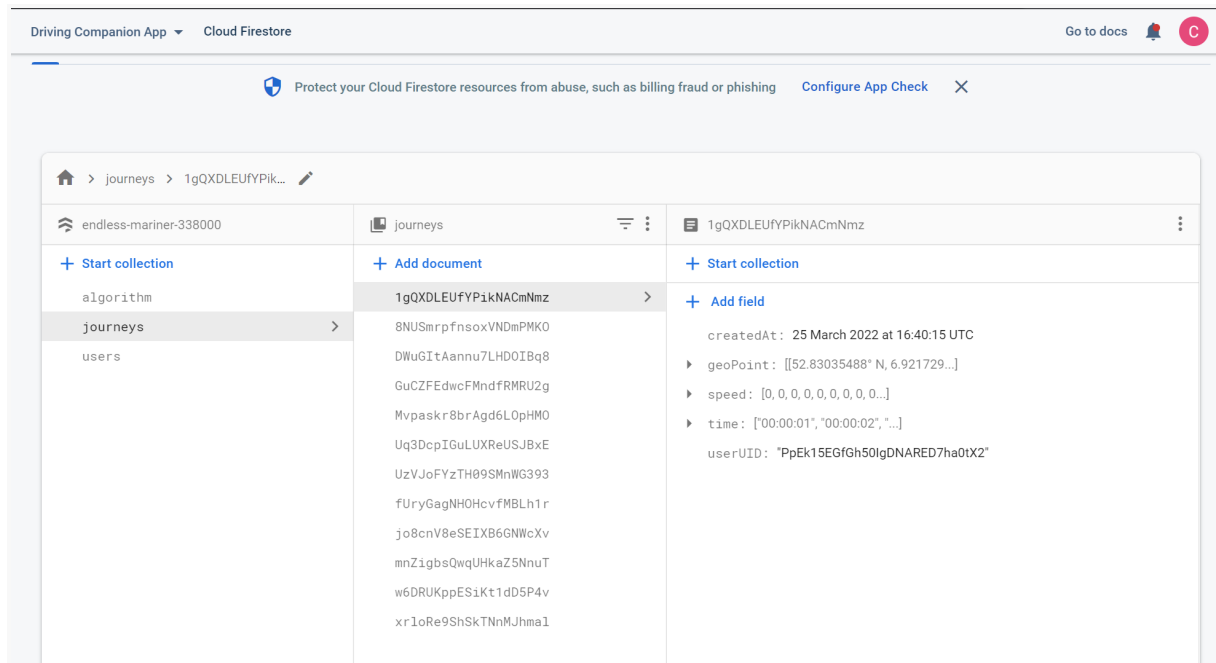 Driving Companion App Cloud Firestore Go to docs C
Protect your Cloud Firestore resources from abuse, such as billing fraud or phishing Configure App Check
journeys > 1gQXDLEUfYPik...
endless-mariner-338000
+ Start collection
algorithm
journeys
users
journeys
+ Add document
1gQXDLEUfYPikNACmNmz
8NUSmrpfnsoxVNDmPMKO
DWuGItAannu7LHDOIBq8
GuCZFEdwcFMndfRMRU2g
Mvpaskr8brAgd6LOpHMO
Uq3DcpIGuLUXReUSJBxE
UzVJoFYzTH09SMnWG393
fUryGagNHOHcvfMBLh1r
jo8cnV8eSEIXB6GNWcXv
mnZigbsQwqUHkaZ5NnuT
w6DRUKppESiKt1dD5P4v
xrloRe9ShSkTNnMJhmal
1gQXDLEUfYPikNACmNmz
+ Start collection
+ Add field
createdAt: 25 March 2022 at 16:40:15 UTC
geoPoint: [[52.83035488° N, 6.921729...]
speed: [0, 0, 0, 0, 0, 0, 0, 0, 0...]
time: ["00:00:01", "00:00:02", "...]
userUID: "PpEk15EGfGh50IgDNARED7ha0tX2"